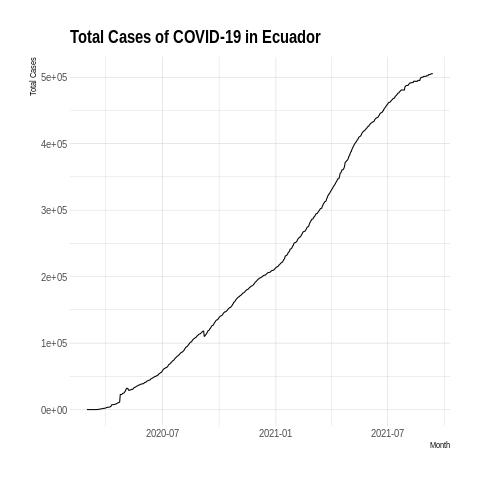 Total Cases of COVID-19 in Ecuador
Total Cases
5e+05
4e+05
3e+05
2e+05
1e+05
0e+00
2020-07 2021-01 2021-07
Month